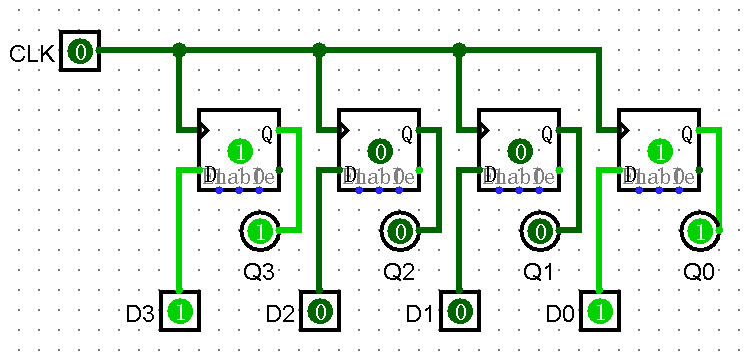 CLK 0
Q Q Q Q
1 0 0 1
D D D D
1 0 0 1
Q3 Q2 Q1 Q0
D3 1 D2 0 D1 0 D0 1